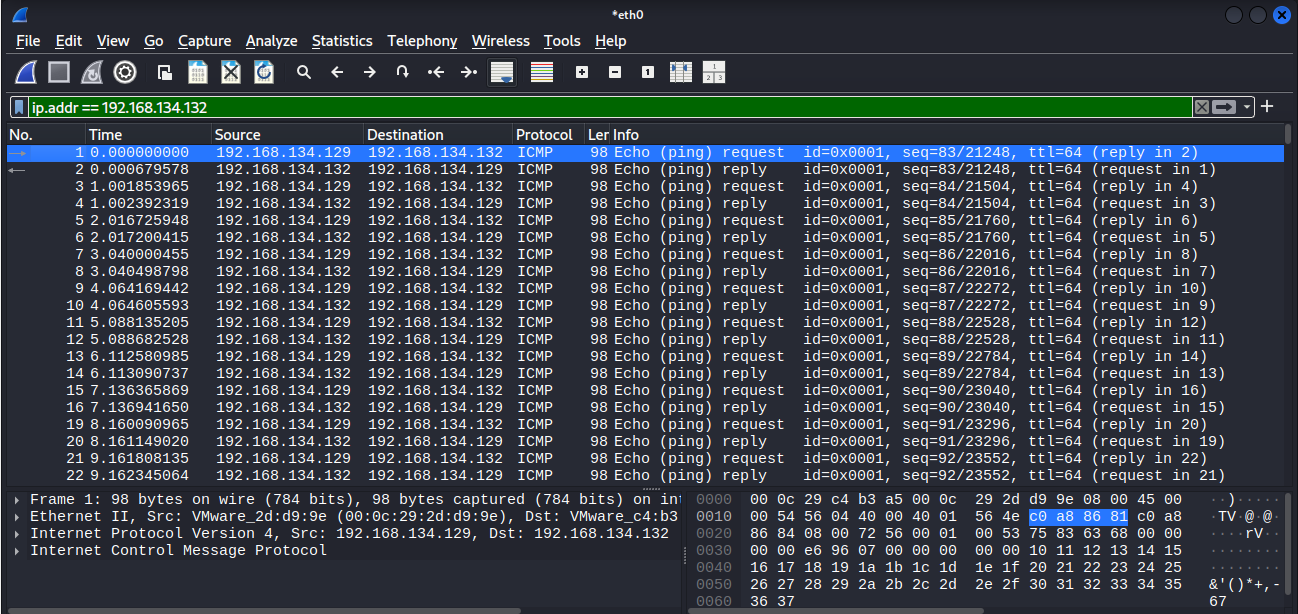 *eth0
File Edit View Go Capture Analyze Statistics Telephony Wireless Tools Help
ip.addr == 192.168.134.132
No. Time Source Destination Protocol Ler Info
1 0.000000000 192.168.134.129 192.168.134.132 ICMP 98 Echo (ping) request id=0x0001, seq=83/21248, ttl=64 (reply in 2)
2 0.000679578 192.168.134.132 192.168.134.129 ICMP 98 Echo (ping) reply id=0x0001, seq=83/21248, ttl=64 (request in 1)
3 1.001853965 192.168.134.129 192.168.134.132 ICMP 98 Echo (ping) request id=0x0001, seq=84/21504, ttl=64 (reply in 4)
4 1.002392319 192.168.134.132 192.168.134.129 ICMP 98 Echo (ping) reply id=0x0001, seq=84/21504, ttl=64 (request in 3)
5 2.016725948 192.168.134.129 192.168.134.132 ICMP 98 Echo (ping) request id=0x0001, seq=85/21760, ttl=64 (reply in 6)
6 2.017200415 192.168.134.132 192.168.134.129 ICMP 98 Echo (ping) reply id=0x0001, seq=85/21760, ttl=64 (request in 5)
7 3.040000455 192.168.134.129 192.168.134.132 ICMP 98 Echo (ping) request id=0x0001, seq=86/22016, ttl=64 (reply in 8)
8 3.040498798 192.168.134.132 192.168.134.129 ICMP 98 Echo (ping) reply id=0x0001, seq=86/22016, ttl=64 (request in 7)
9 4.064169442 192.168.134.129 192.168.134.132 ICMP 98 Echo (ping) request id=0x0001, seq=87/22272, ttl=64 (reply in 10)
10 4.064605593 192.168.134.132 192.168.134.129 ICMP 98 Echo (ping) reply id=0x0001, seq=87/22272, ttl=64 (request in 9)
11 5.088135205 192.168.134.129 192.168.134.132 ICMP 98 Echo (ping) request id=0x0001, seq=88/22528, ttl=64 (reply in 12)
12 5.088682528 192.168.134.132 192.168.134.129 ICMP 98 Echo (ping) reply id=0x0001, seq=88/22528, ttl=64 (request in 11)
13 6.112580985 192.168.134.129 192.168.134.132 ICMP 98 Echo (ping) request id=0x0001, seq=89/22784, ttl=64 (reply in 14)
14 6.113090737 192.168.134.132 192.168.134.129 ICMP 98 Echo (ping) reply id=0x0001, seq=89/22784, ttl=64 (request in 13)
15 7.136365869 192.168.134.129 192.168.134.132 ICMP 98 Echo (ping) request id=0x0001, seq=90/23040, ttl=64 (reply in 16)
16 7.136941650 192.168.134.132 192.168.134.129 ICMP 98 Echo (ping) reply id=0x0001, seq=90/23040, ttl=64 (request in 15)
19 8.160090965 192.168.134.129 192.168.134.132 ICMP 98 Echo (ping) request id=0x0001, seq=91/23296, ttl=64 (reply in 20)
20 8.161149020 192.168.134.132 192.168.134.129 ICMP 98 Echo (ping) reply id=0x0001, seq=91/23296, ttl=64 (request in 19)
21 9.161808135 192.168.134.129 192.168.134.132 ICMP 98 Echo (ping) request id=0x0001, seq=92/23552, ttl=64 (reply in 22)
22 9.162345064 192.168.134.132 192.168.134.129 ICMP 98 Echo (ping) reply id=0x0001, seq=92/23552, ttl=64 (request in 21)
Frame 1: 98 bytes on wire (784 bits), 98 bytes captured (784 bits) on int
Ethernet II, Src: VMware_2d:d9:9e (00:0c:29:2d:d9:9e), Dst: VMware_c4:b3
Internet Protocol Version 4, Src: 192.168.134.129, Dst: 192.168.134.132
Internet Control Message Protocol
0000 00 0c 29 c4 b3 a5 00 0c 29 2d d9 9e 08 00 45 00 ··)·····
0010 00 54 56 04 40 00 40 01 56 4e c0 a8 86 81 c0 a8 ·TV·@·@·
0020 86 84 08 00 72 56 00 01 00 53 75 83 63 68 00 00 ····rV··
0030 00 00 e6 96 07 00 00 00 00 00 10 11 12 13 14 15 ········
0040 16 17 18 19 1a 1b 1c 1d 1e 1f 20 21 22 23 24 25 ········
0050 26 27 28 29 2a 2b 2c 2d 2e 2f 30 31 32 33 34 35 &'()*+,-
0060 36 37 67